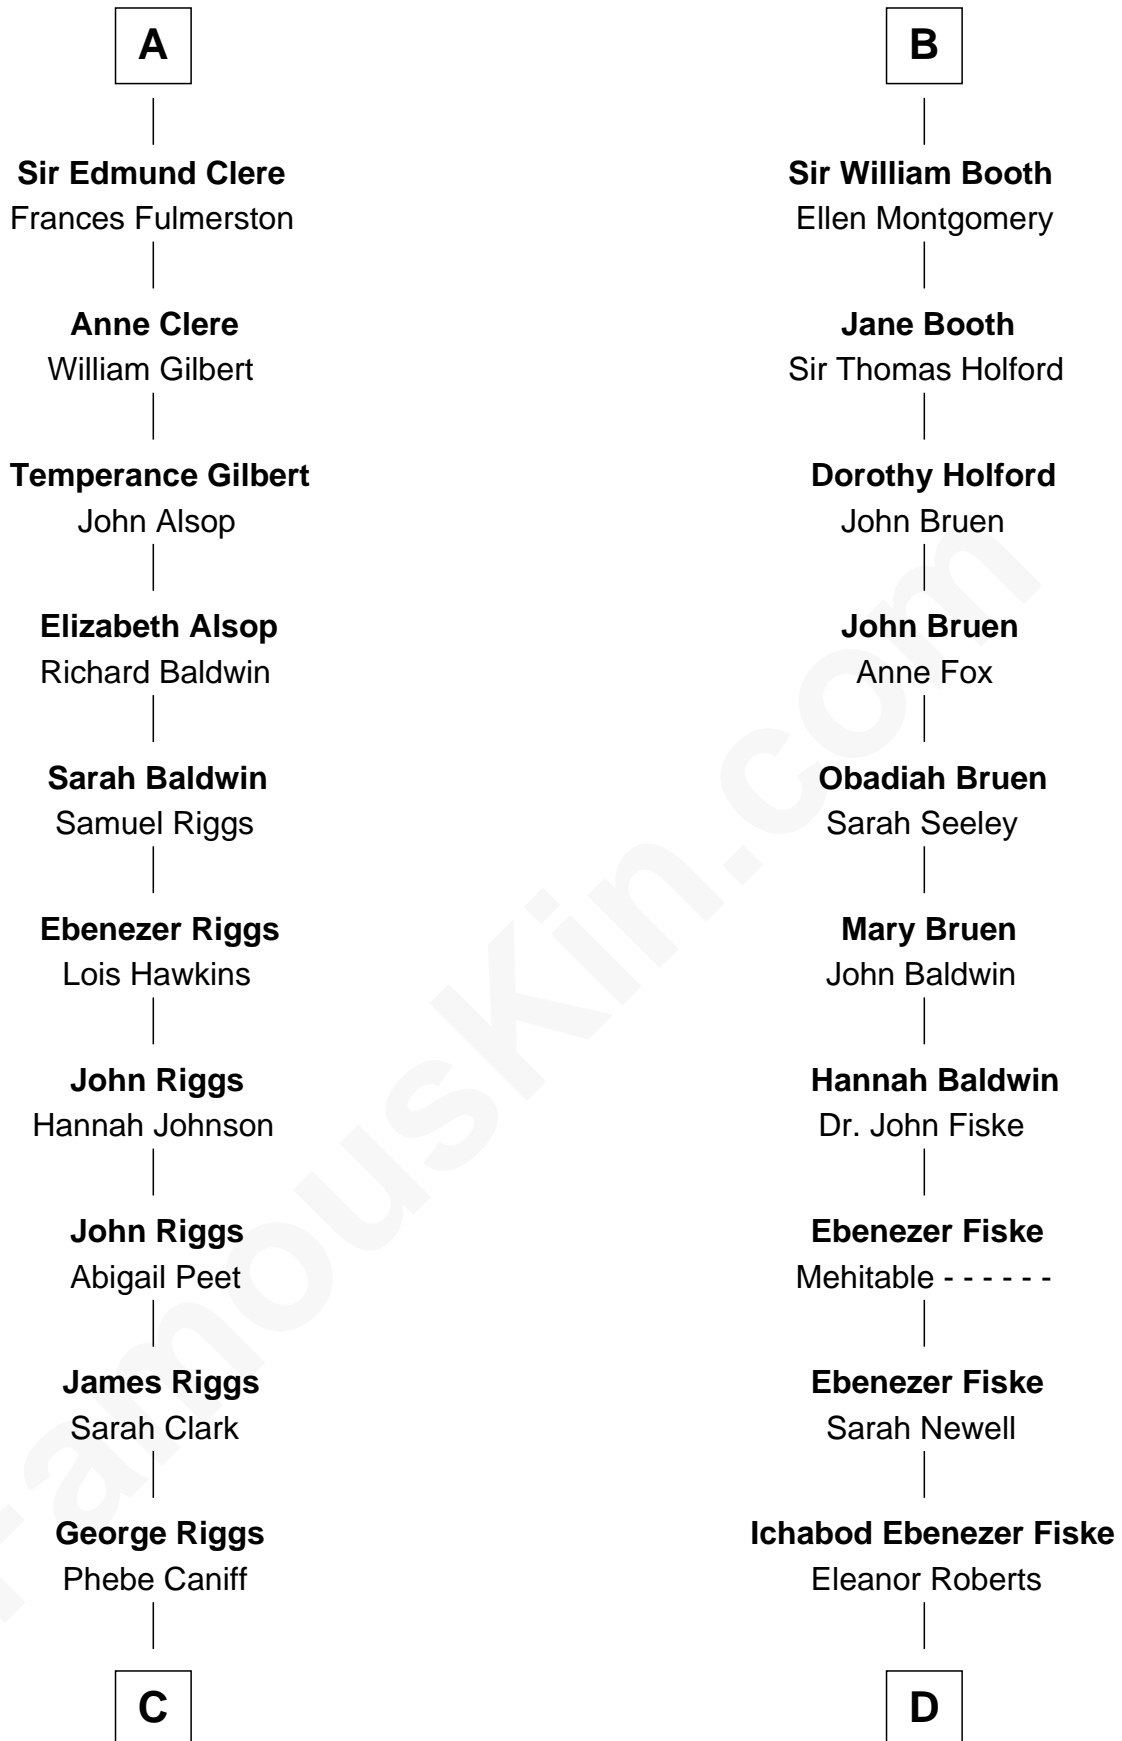 A
Sir Edmund Clere
Frances Fulmerston
Anne Clere
William Gilbert
Temperance Gilbert
John Alsop
Elizabeth Alsop
Richard Baldwin
Sarah Baldwin
Samuel Riggs
Ebenezer Riggs
Lois Hawkins
John Riggs
Hannah Johnson
John Riggs
Abigail Peet
James Riggs
Sarah Clark
George Riggs
Phebe Caniff
C
B
Sir William Booth
Ellen Montgomery
Jane Booth
Sir Thomas Holford
Dorothy Holford
John Bruen
John Bruen
Anne Fox
Obadiah Bruen
Sarah Seeley
Mary Bruen
John Baldwin
Hannah Baldwin
Dr. John Fiske
Ebenezer Fiske
Mehitable - - - - - -
Ebenezer Fiske
Sarah Newell
Ichabod Ebenezer Fiske
Eleanor Roberts
D
FamousKin.com